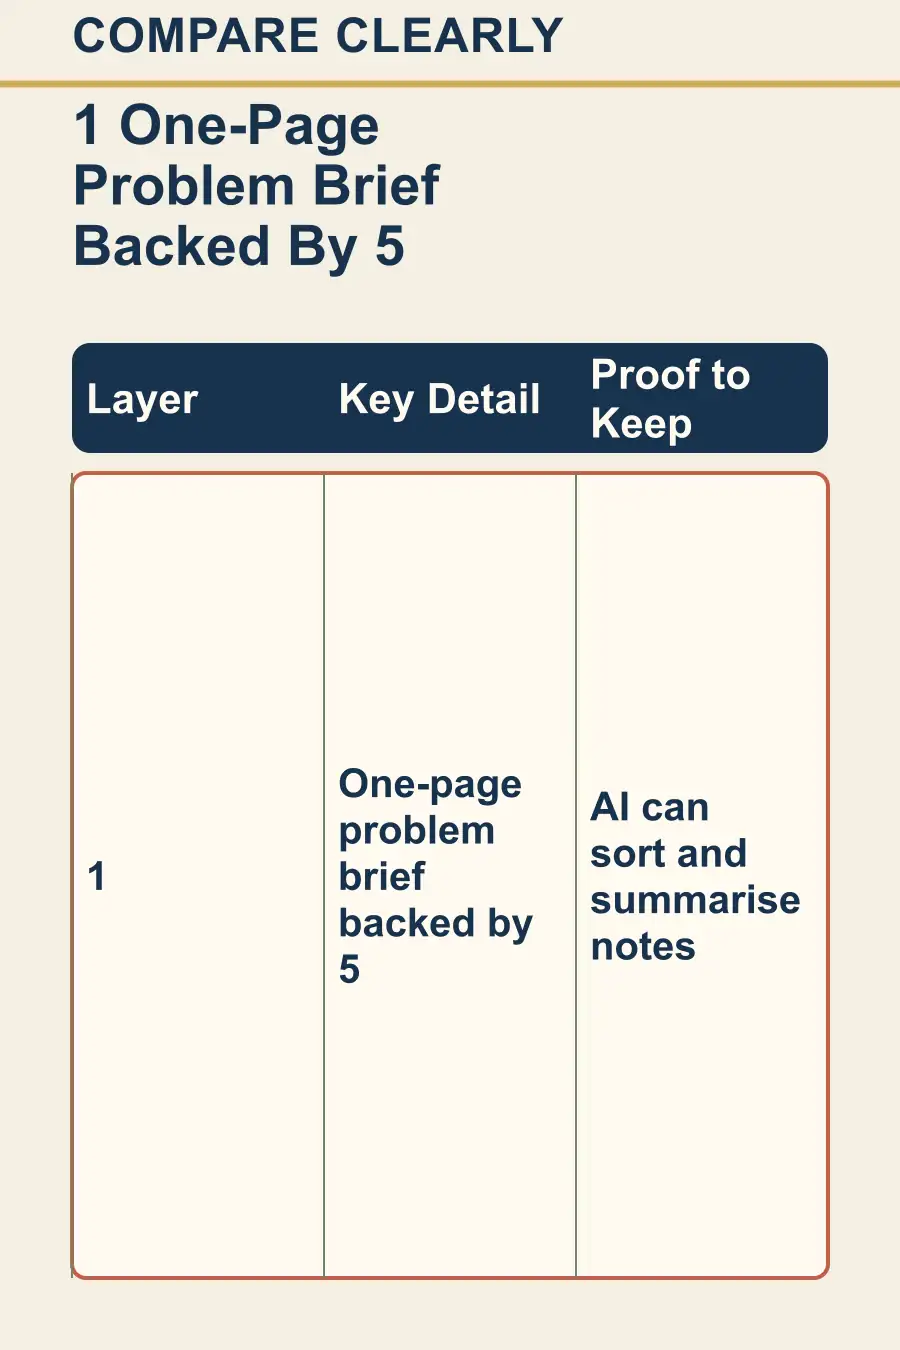 COMPARE CLEARLY
1 One-Page
Problem Brief
Backed By 5
Layer
Key Detail
Proof to
Keep
1
One-page
problem
brief
backed by
5
AI can
sort and
summarise
notes